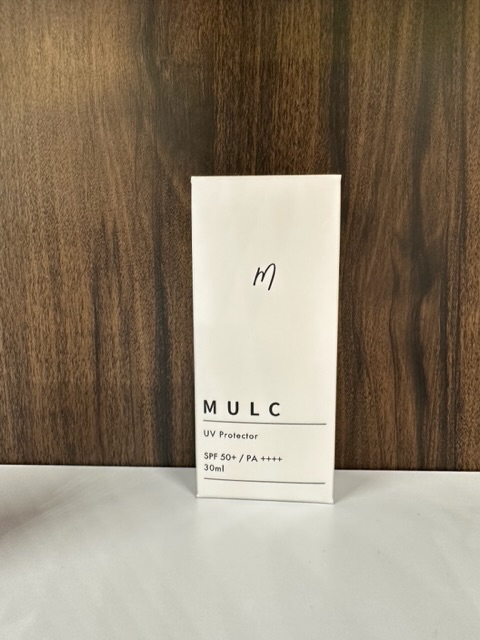 m
MULC
UV Protector
SPF 50+ / PA ++++
30ml